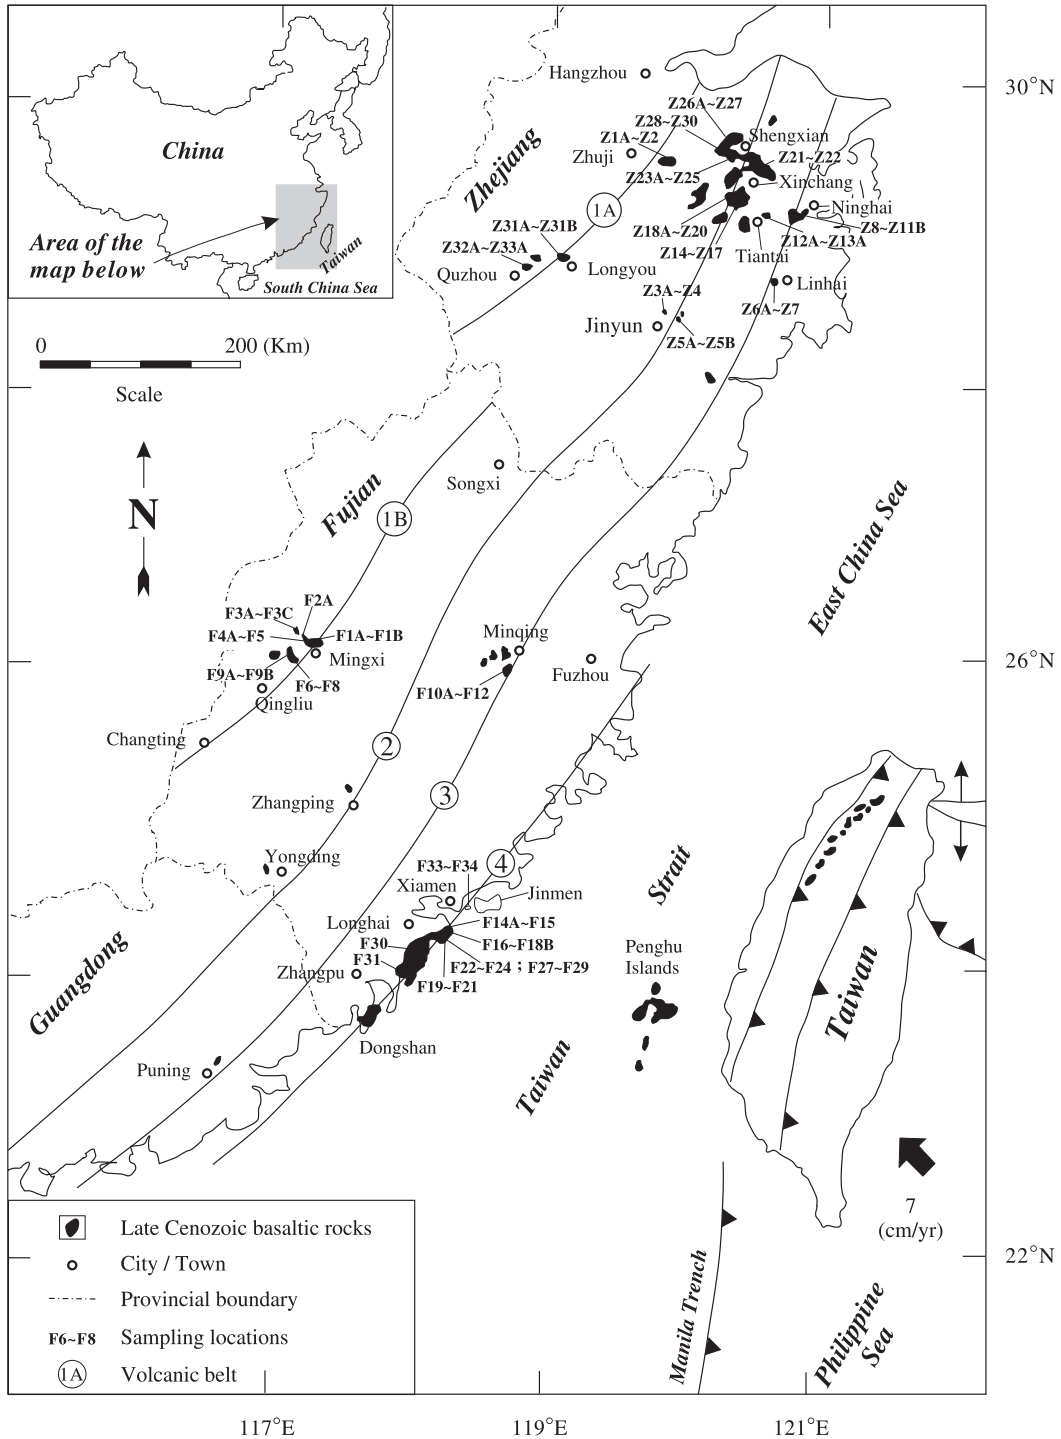 China
Area of the
map below
Taiwan
South China Sea
0
200 (Km)
Scale
N
Hangzhou
30°N
Z26A~Z27
Z28~Z30
Shengxian
Z1A~Z2
Zhuji
Z21~Z22
Z23A~Z25
Xinchang
Zhejiang
1A
Ninghai
Z31A~Z31B
Z18A~Z20
Z8~Z11B
Z32A~Z33A
Z14~Z17
Z12A~Z13A
Tiantai
Quzhou
Longyou
Linhai
Z3A~Z4
Z6A~Z7
Jinyun
Z5A~Z5B
Songxi
Fujian
1B
East China Sea
F2A
F3A~F3C
F4A~F5
F1A~F1B
Mingxi
Minqing
26°N
F9A~F9B
F6~F8
Fuzhou
F10A~F12
Qingliu
Changting
2
3
Zhangping
Yongding
4
F33~F34
Xiamen
Jinmen
Longhai
F14A~F15
F30
F16~F18B
F31
F22~F24 ; F27~F29
Zhangpu
F19~F21
Guangdong
Strait
Penghu
Islands
Taiwan
Taiwan
Dongshan
Puning
7
(cm/yr)
22°N
Manila Trench
Philippine
Sea
Late Cenozoic basaltic rocks
City / Town
Provincial boundary
F6~F8
Sampling locations
1A
Volcanic belt
117°E
119°E
121°E